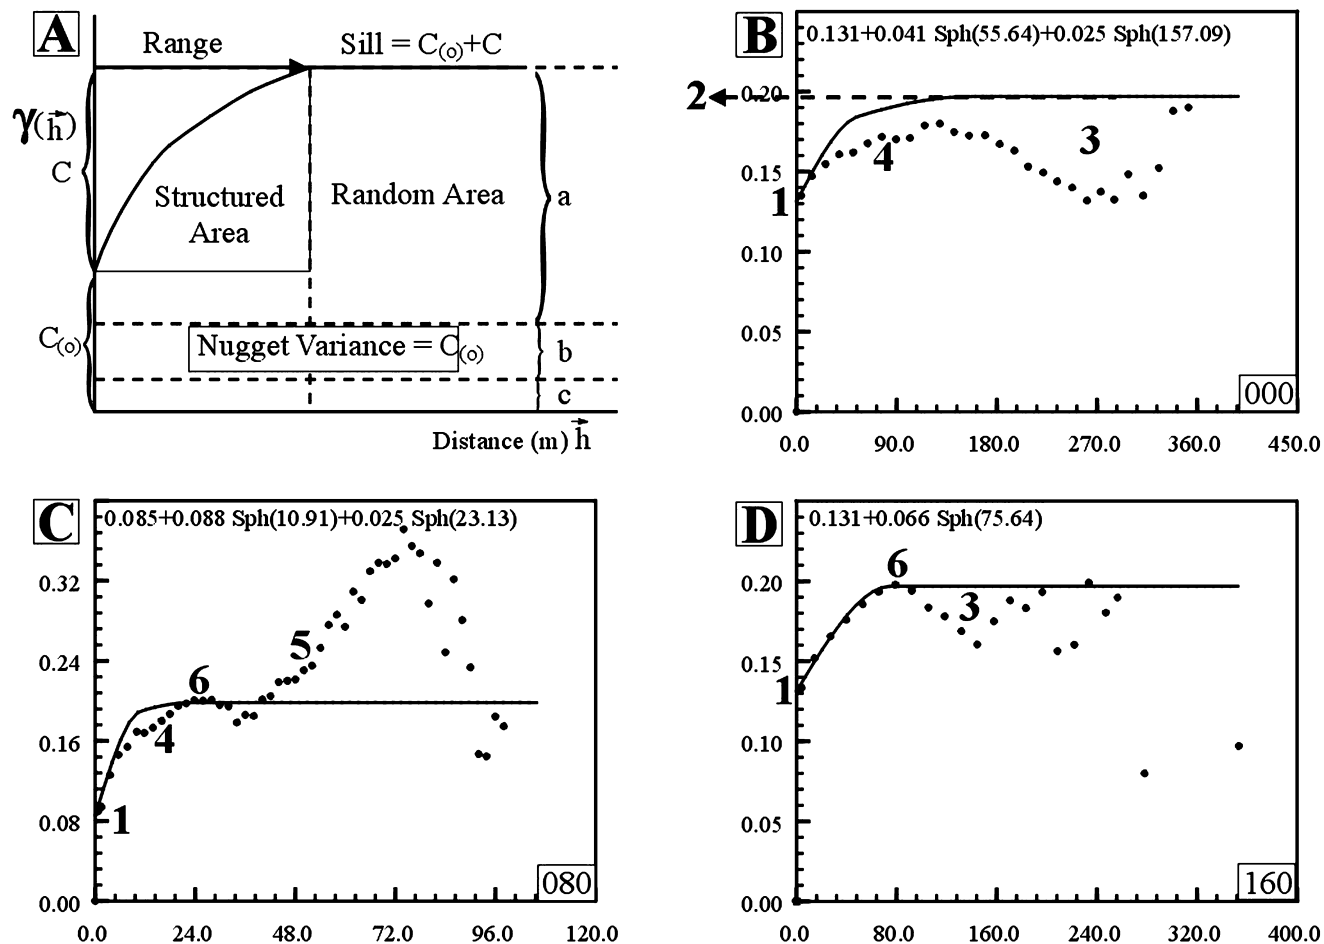 A
Range
Sill = C(o)+C
γ(h)
C
Structured
Area
Random Area
a
C(o)
Nugget Variance = C(o)
b
c
Distance (m) h
B
0.131+0.041 Sph(55.64)+0.025 Sph(157.09)
2
0.20
3
4
0.15
1
0.10
0.05
000
0.00
0.0 90.0 180.0 270.0 360.0 450.0
C
0.085+0.088 Sph(10.91)+0.025 Sph(23.13)
0.32
5
0.24
6
0.16
4
0.08
1
080
0.00
0.0 24.0 48.0 72.0 96.0 120.0
D
0.131+0.066 Sph(75.64)
6
0.20
3
0.15
1
0.10
0.05
160
0.00
0.0 80.0 160.0 240.0 320.0 400.0